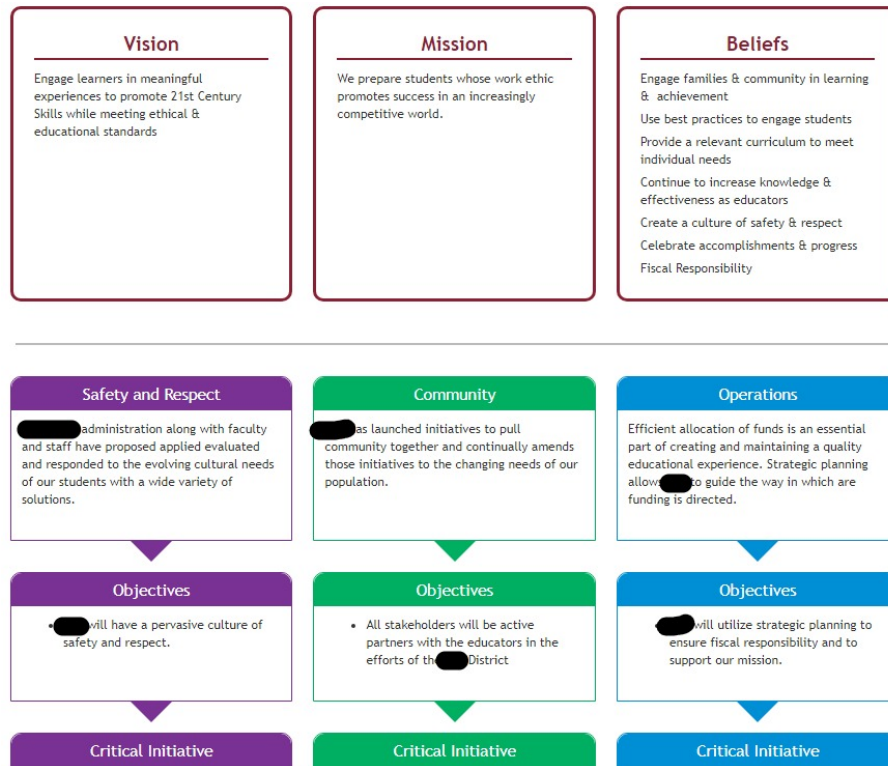 Vision
Engage learners in meaningful
experiences to promote 21st Century
Skills while meeting ethical &
educational standards
Mission
We prepare students whose work ethic
promotes success in an increasingly
competitive world.
Beliefs
Engage families & community in learning
& achievement
Use best practices to engage students
Provide a relevant curriculum to meet
individual needs
Continue to increase knowledge &
effectiveness as educators
Create a culture of safety & respect
Celebrate accomplishments & progress
Fiscal Responsibility
Safety and Respect
administration along with faculty
and staff have proposed applied evaluated
and responded to the evolving cultural needs
of our students with a wide variety of
solutions.
Community
as launched initiatives to pull
community together and continually amends
those initiatives to the changing needs of our
population.
Operations
Efficient allocation of funds is an essential
part of creating and maintaining a quality
educational experience. Strategic planning
allows to guide the way in which are
funding is directed.
Objectives
• will have a pervasive culture of
safety and respect.
Objectives
• All stakeholders will be active
partners with the educators in the
efforts of the District
Objectives
• will utilize strategic planning to
ensure fiscal responsibility and to
support our mission.
Critical Initiative
Critical Initiative
Critical Initiative